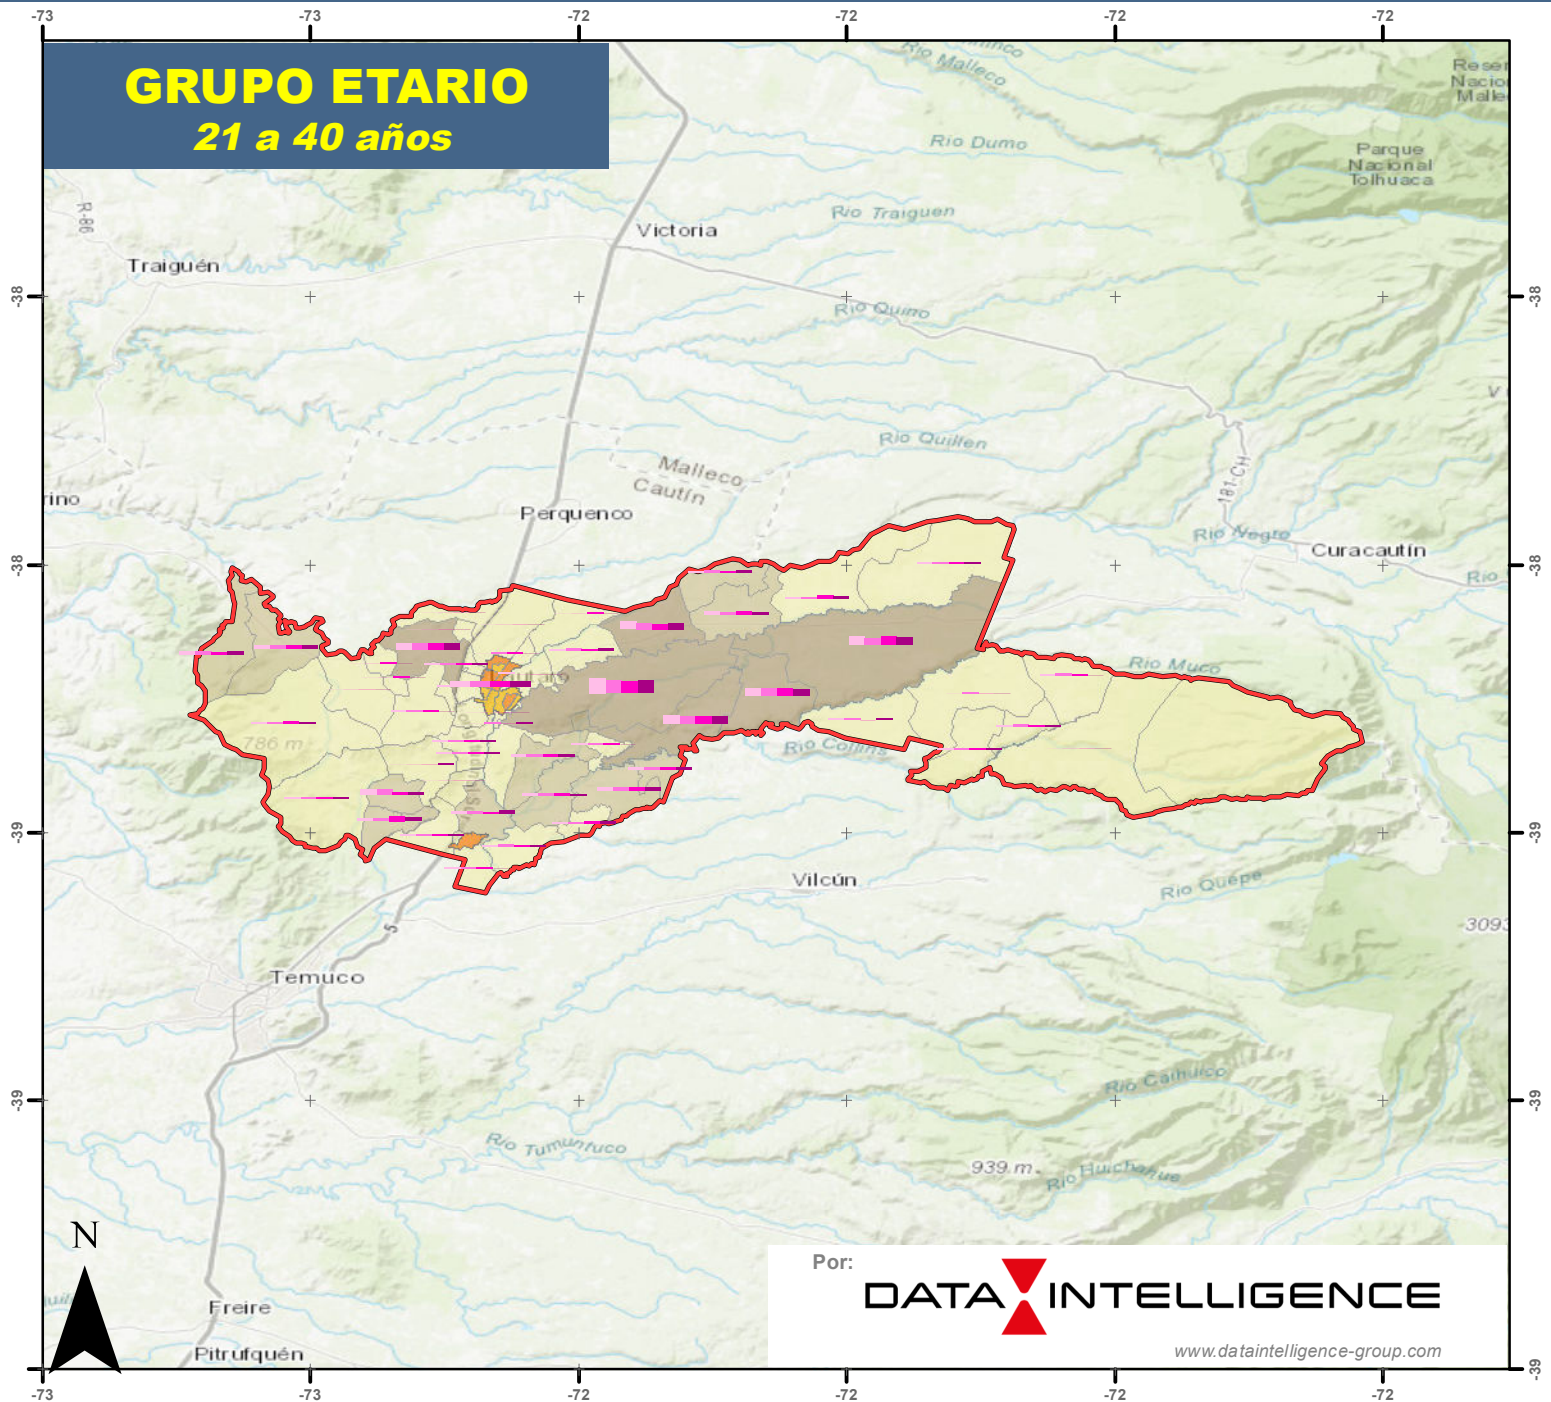 -73
-73
-72
-72
-72
-72
GRUPO ETARIO
21 a 40 años
Río Malleco
Parque
Nacional
Tolhuaca
Río Dumo
R-86
Río Traiguen
Victoria
Traiguén
-38
-38
Río Quino
Río Quillen
Malleco
Cautín
181-CH
rino
Perquenco
Río Negro
Curacautín
-38
-38
Río
Río Muco
Lautaro
786 m
Río Collins
-39
-39
Vilcún
Río Quepe
3093
5
Temuco
Río Caihuico
-39
-39
Río Tumuntuco
939 m
Río Huichahue
N
Por:
DATA INTELLIGENCE
www.dataintelligence-group.com
Freire
Pitrufquén
-39
-73
-73
-72
-72
-72
-72